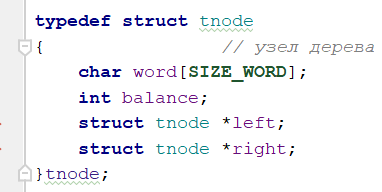 typedef struct tnode
{ // узел дерева
char word[SIZE_WORD];
int balance;
struct tnode *left;
struct tnode *right;
}tnode;